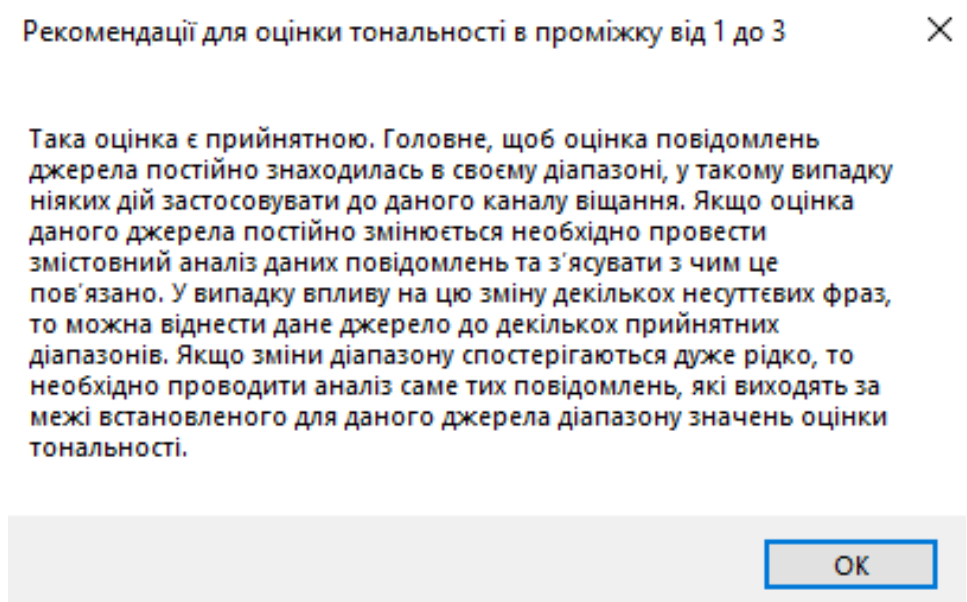 Рекомендації для оцінки тональності в проміжку від 1 до 3
Така оцінка є прийнятною. Головне, щоб оцінка повідомлень
джерела постійно знаходилась в своєму діапазоні, у такому випадку
ніяких дій застосовувати до даного каналу віщання. Якщо оцінка
даного джерела постійно змінюється необхідно провести
змістовний аналіз даних повідомлень та з'ясувати з чим це
пов'язано. У випадку впливу на цю зміну декількох несуттєвих фраз,
то можна віднести дане джерело до декількох прийнятних
діапазонів. Якщо зміни діапазону спостерігаються дуже рідко, то
необхідно проводити аналіз саме тих повідомлень, які виходять за
межі встановленого для даного джерела діапазону значень оцінки
тональності.
ОК